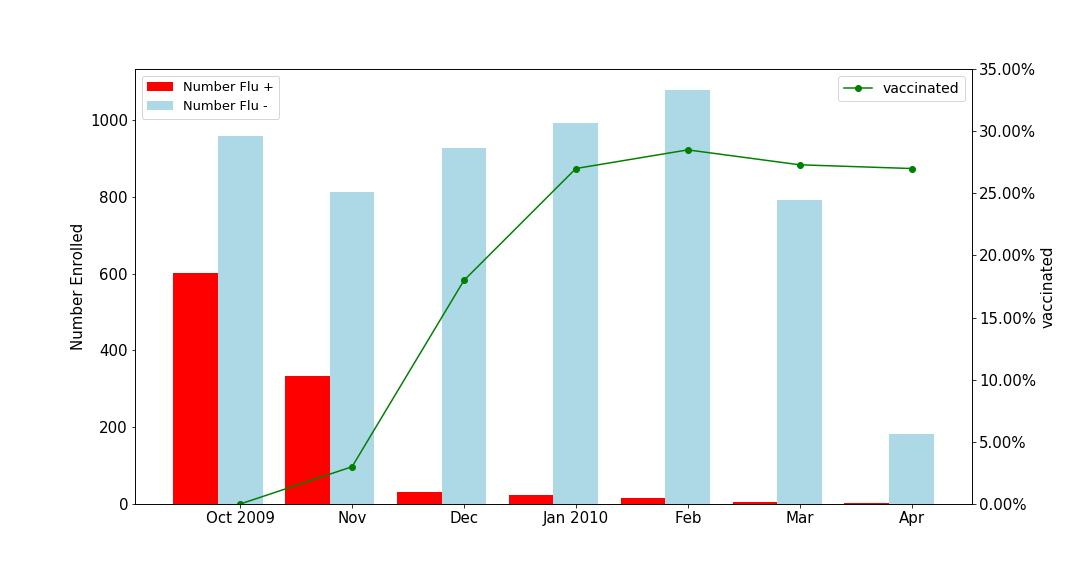 Number Flu +
Number Flu -
vaccinated
Number Enrolled
1000
800
600
400
200
0
35.00%
30.00%
25.00%
20.00%
15.00%
10.00%
5.00%
0.00%
vaccinated
Oct 2009 Nov Dec Jan 2010 Feb Mar Apr